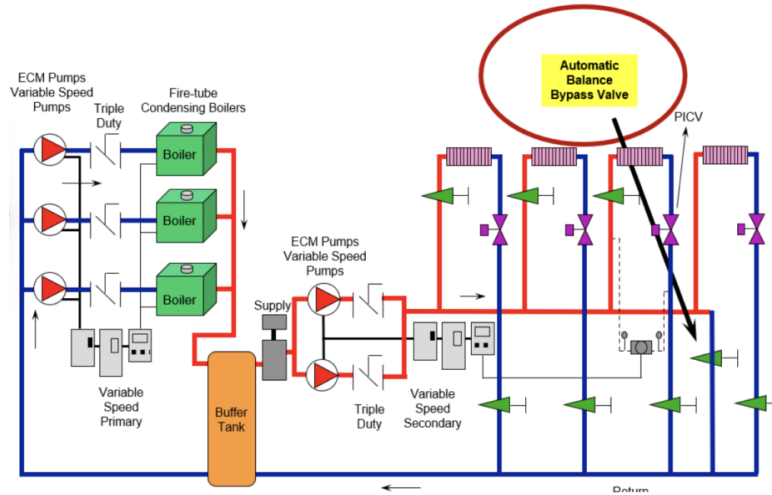 ECM Pumps
Variable Speed
Pumps
Triple
Duty
Fire-tube
Condensing Boilers
Automatic
Balance
Bypass Valve
PICV
Boiler
Boiler
Boiler
ECM Pumps
Variable Speed
Pumps
Supply
Variable
Speed
Primary
Buffer
Tank
Triple
Duty
Variable
Speed
Secondary
Return